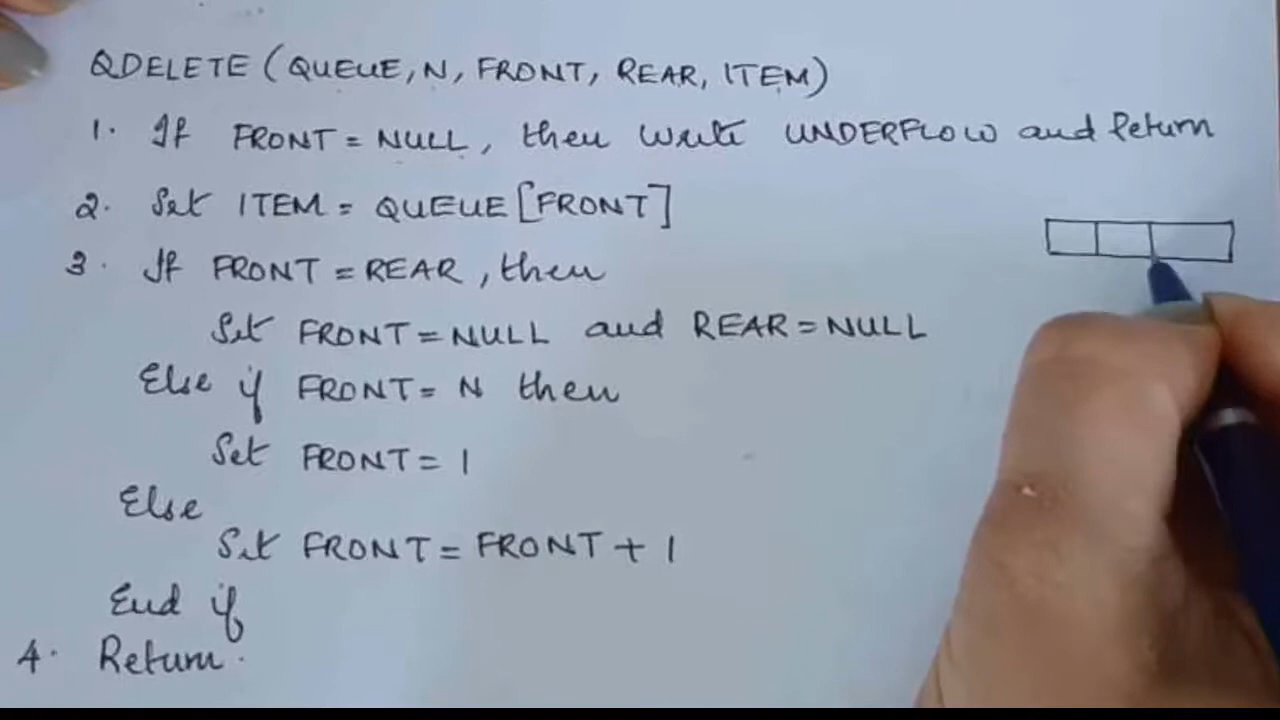 QDELETE (QUEUE, N, FRONT, REAR, ITEM)
1. If FRONT = NULL, then Write UNDERFLOW and Return
2. Set ITEM = QUEUE [FRONT]
3. If FRONT = REAR, then
Set FRONT = NULL and REAR = NULL
Else if FRONT = N then
Set FRONT = 1
Else
Set FRONT = FRONT + 1
End if
4. Return.